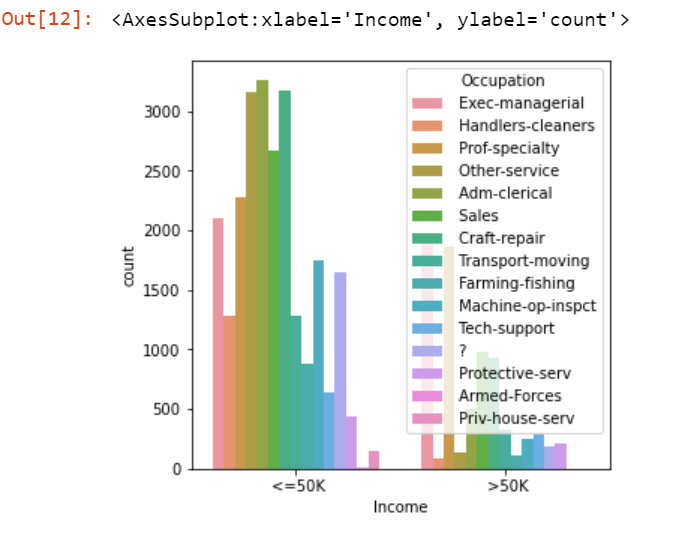 Out[12]: <AxesSubplot:xlabel='Income', ylabel='count'>
Occupation
Exec-managerial
Handlers-cleaners
Prof-specialty
Other-service
Adm-clerical
Sales
Craft-repair
Transport-moving
Farming-fishing
Machine-op-inspct
Tech-support
?
Protective-serv
Armed-Forces
Priv-house-serv
3000
2500
2000
1500
1000
500
0
count
<=50K
>50K
Income